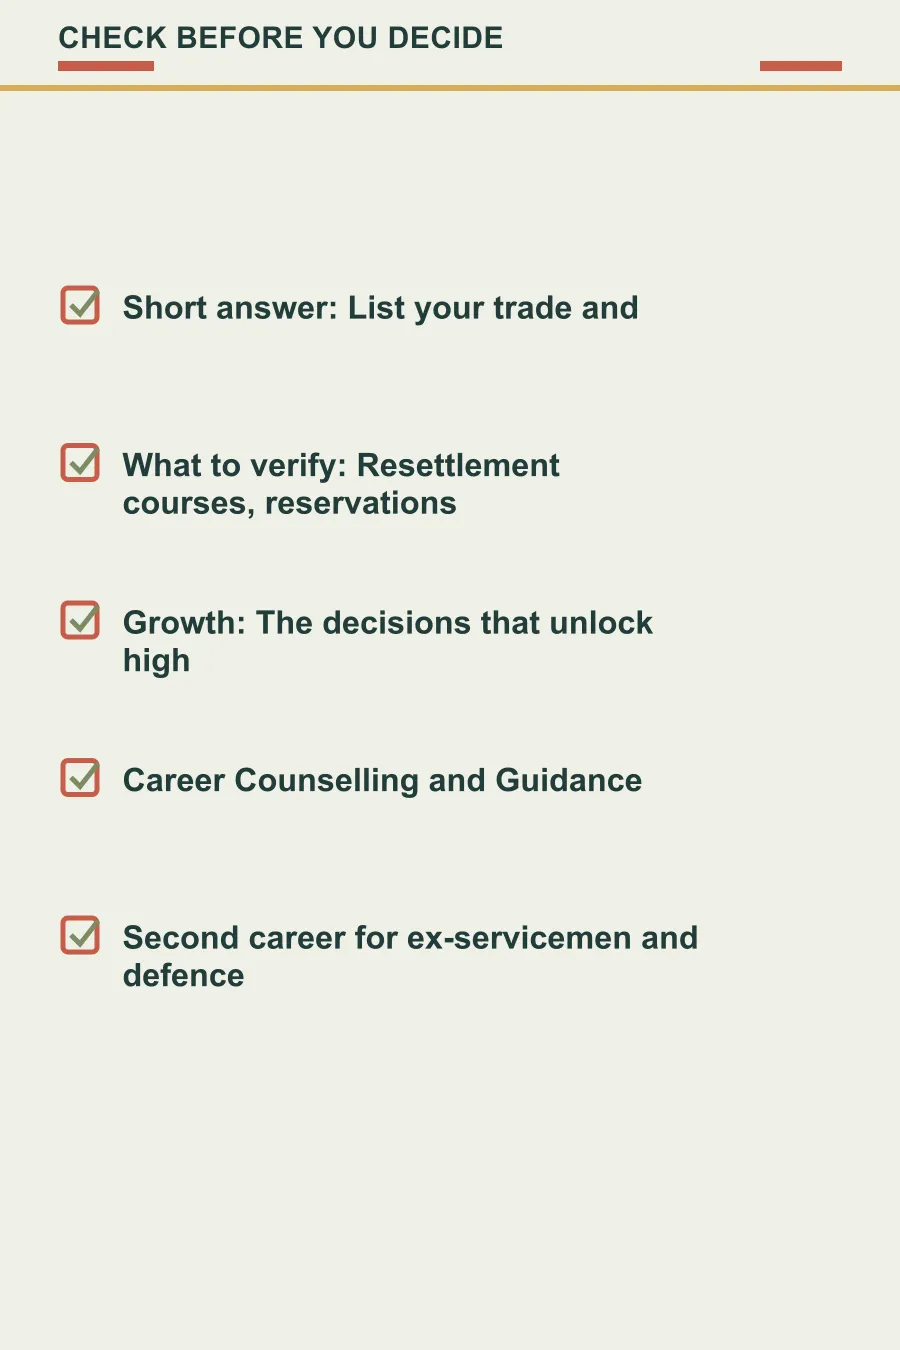 CHECK BEFORE YOU DECIDE
Short answer: List your trade and
What to verify: Resettlement
courses, reservations
Growth: The decisions that unlock
high
Career Counselling and Guidance
Second career for ex-servicemen and
defence